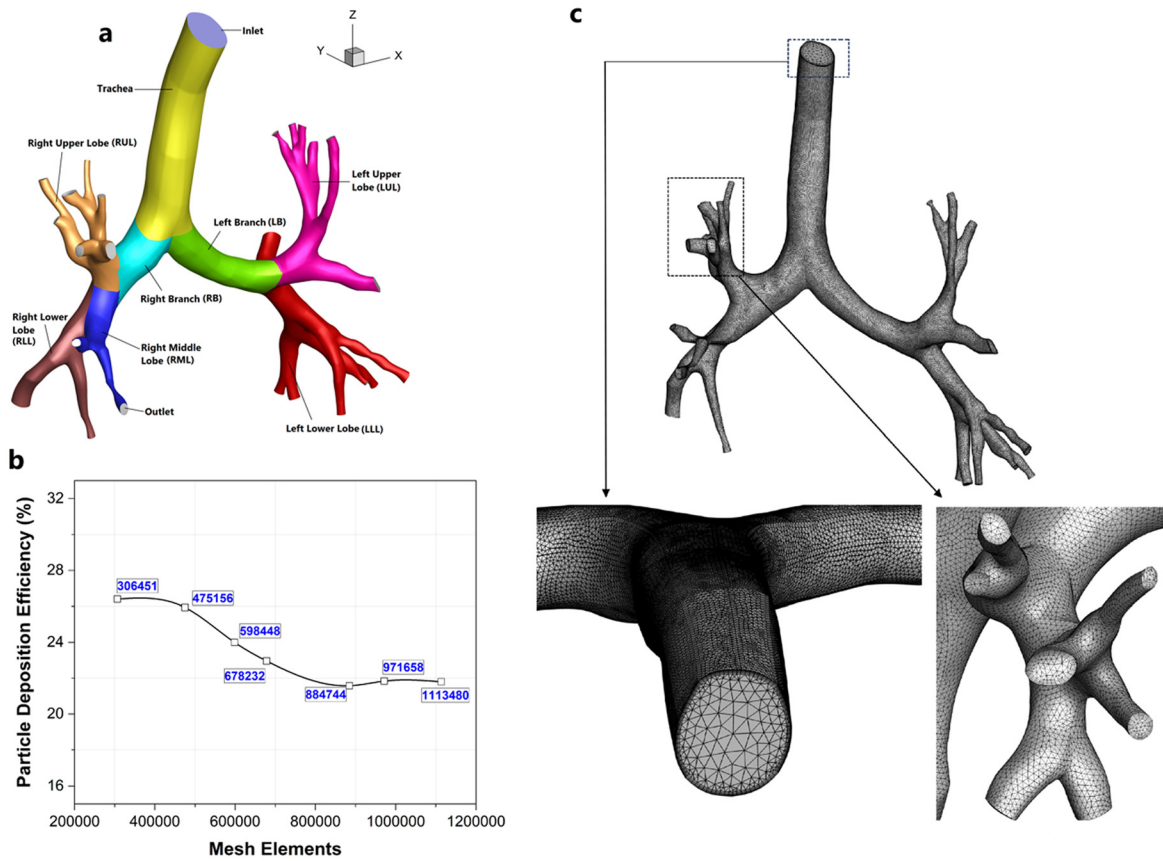 a
Inlet
Z
Y
X
Trachea
Right Upper Lobe (RUL)
Left Upper
Lobe (LUL)
Left Branch (LB)
Right Branch (RB)
Right Lower
Lobe
(RLL)
Right Middle
Lobe (RML)
Outlet
Left Lower Lobe (LLL)
b
Particle Deposition Efficiency (%)
32
28
24
20
16
306451
475156
598448
678232
884744
971658
1113480
200000
400000
600000
800000
1000000
1200000
Mesh Elements
c